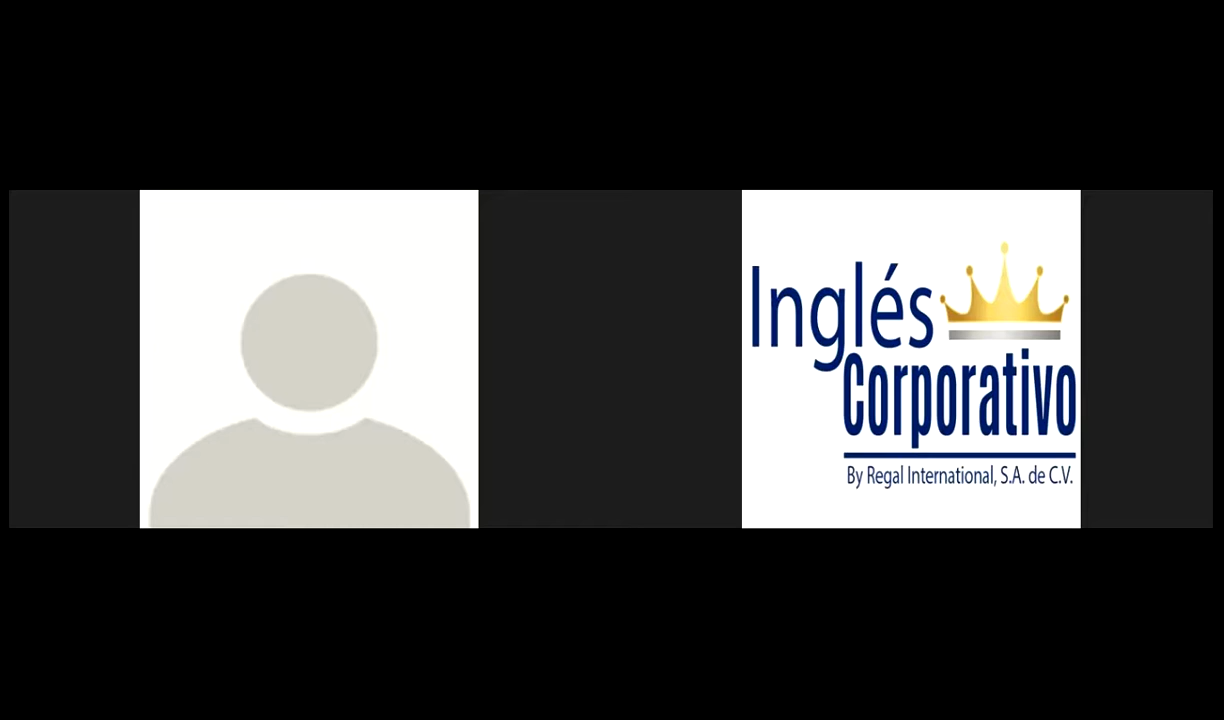 Inglés
Corporativo
By Regal International, S.A. de C.V.